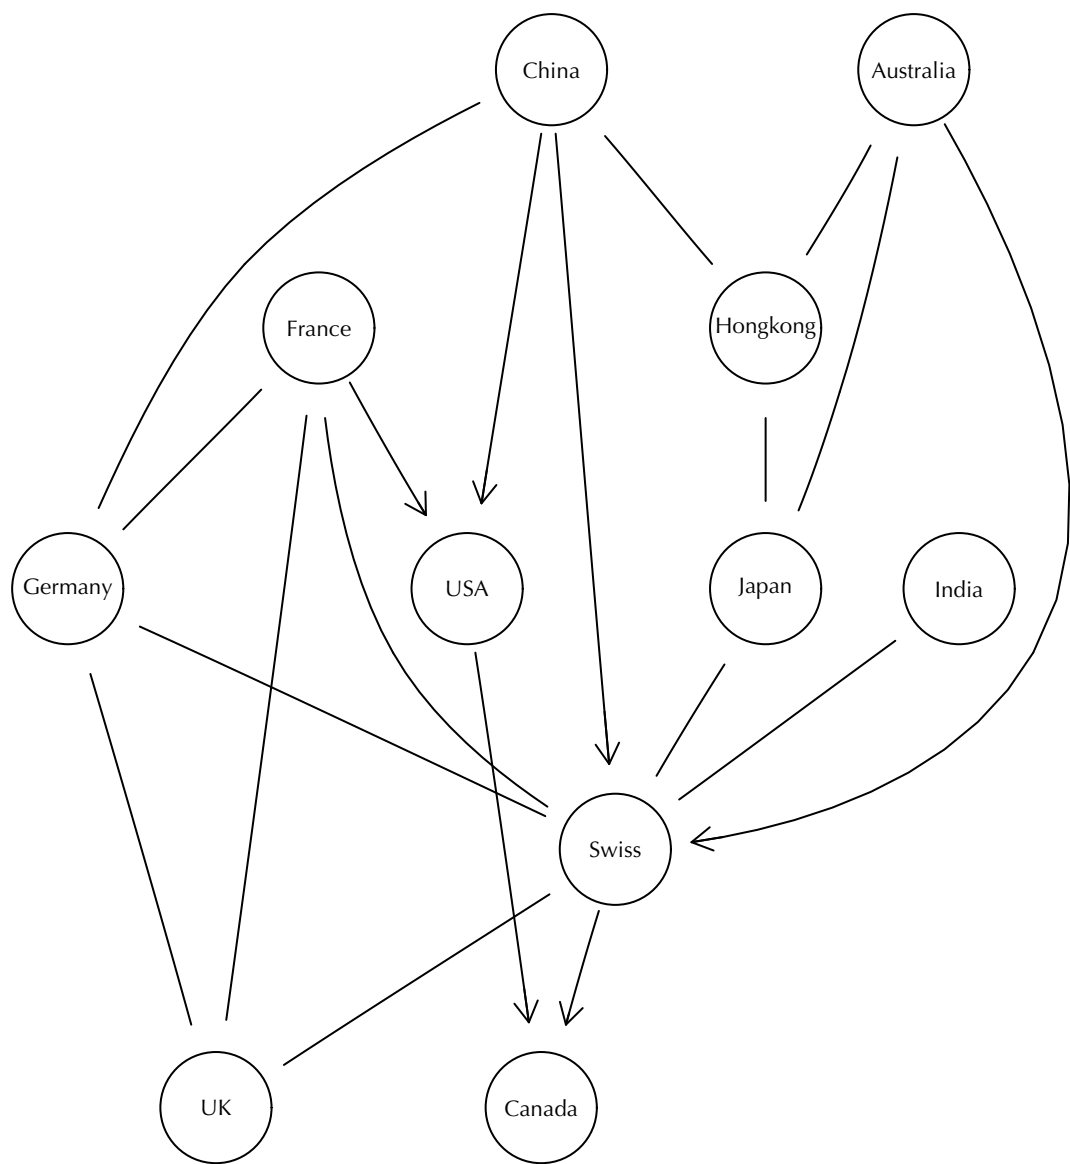 China
Australia
France
Hongkong
Germany
USA
Japan
India
Swiss
UK
Canada